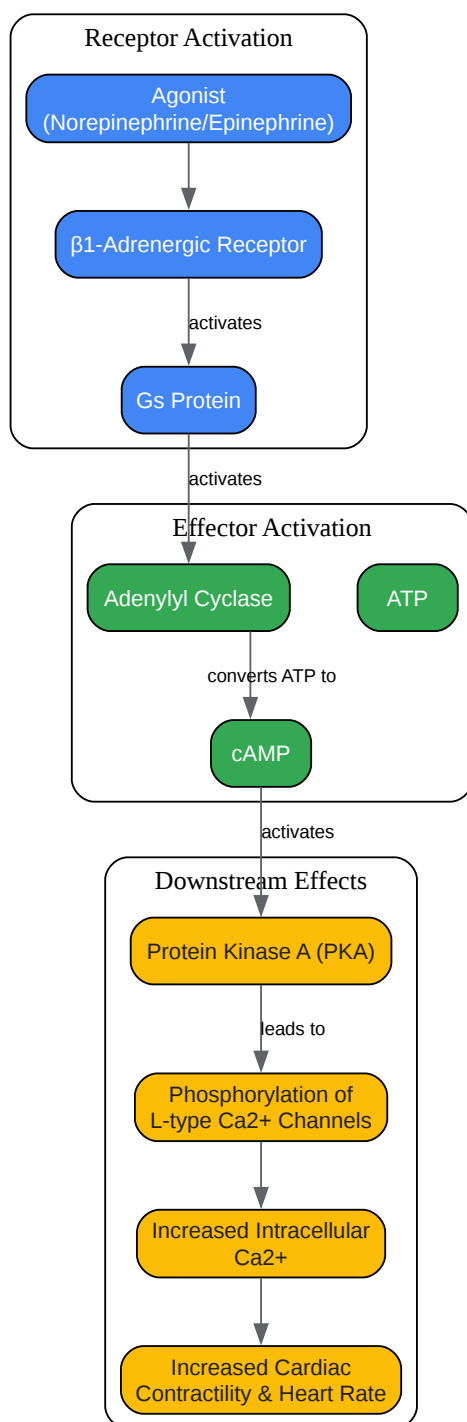 Receptor Activation
Agonist
(Norepinephrine/Epinephrine)
β1-Adrenergic Receptor
activates
Gs Protein
activates
Effector Activation
Adenylyl Cyclase
ATP
converts ATP to
cAMP
activates
Downstream Effects
Protein Kinase A (PKA)
leads to
Phosphorylation of
L-type Ca2+ Channels
Increased Intracellular
Ca2+
Increased Cardiac
Contractility & Heart Rate